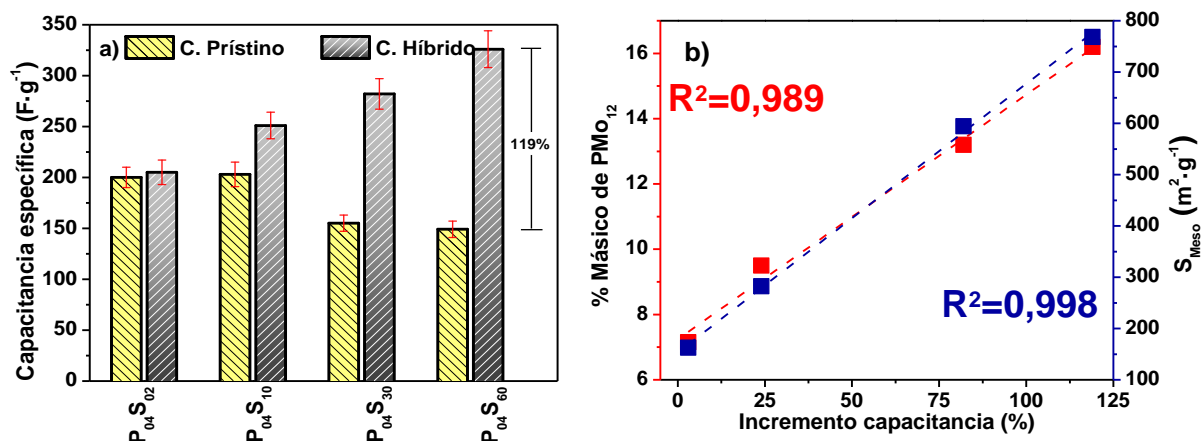 a) C. Prístino C. Híbrido
Capacitancia específica (F·g⁻¹)
400
350
300
250
200
150
100
50
0
119%
P₀₄S₀₂
P₀₄S₁₀
P₀₄S₃₀
P₀₄S₆₀
b)
R²=0,989
R²=0,998
% Másico de PMo₁₂
16
14
12
10
8
6
S_Meso (m²·g⁻¹)
800
700
600
500
400
300
200
100
0 25 50 75 100 125
Incremento capacitancia (%)